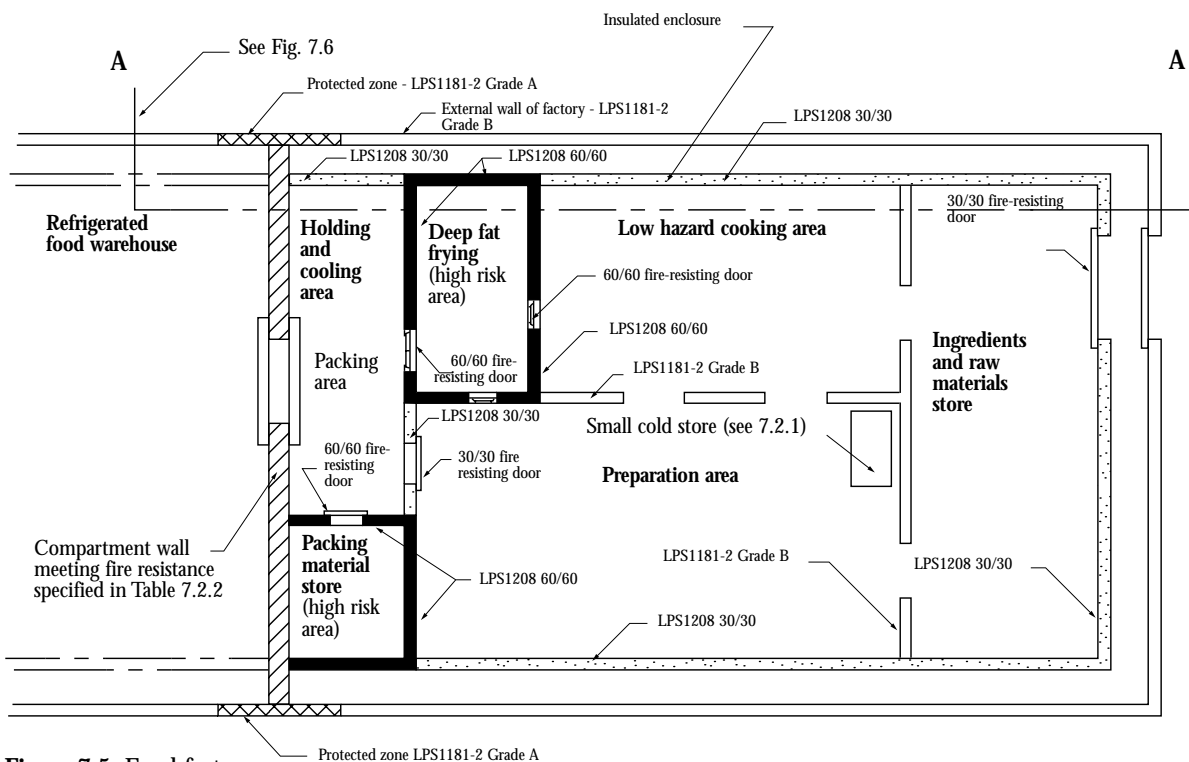 Insulated enclosure
See Fig. 7.6
A
A
Protected zone - LPS1181-2 Grade A
External wall of factory - LPS1181-2
Grade B
LPS1208 30/30
LPS1208 30/30
LPS1208 60/60
30/30 fire-resisting
door
Refrigerated
food warehouse
Holding
and
cooling
area
Deep fat
frying
(high risk
area)
Low hazard cooking area
60/60 fire-resisting door
LPS1208 60/60
Packing
area
60/60 fire-
resisting door
LPS1181-2 Grade B
Ingredients
and raw
materials
store
LPS1208 30/30
Small cold store (see 7.2.1)
60/60 fire-
resisting
door
30/30 fire
resisting door
Preparation area
Compartment wall
meeting fire resistance
specified in Table 7.2.2
Packing
material
store
(high risk
area)
LPS1208 60/60
LPS1181-2 Grade B
LPS1208 30/30
LPS1208 30/30
Protected zone LPS1181-2 Grade A